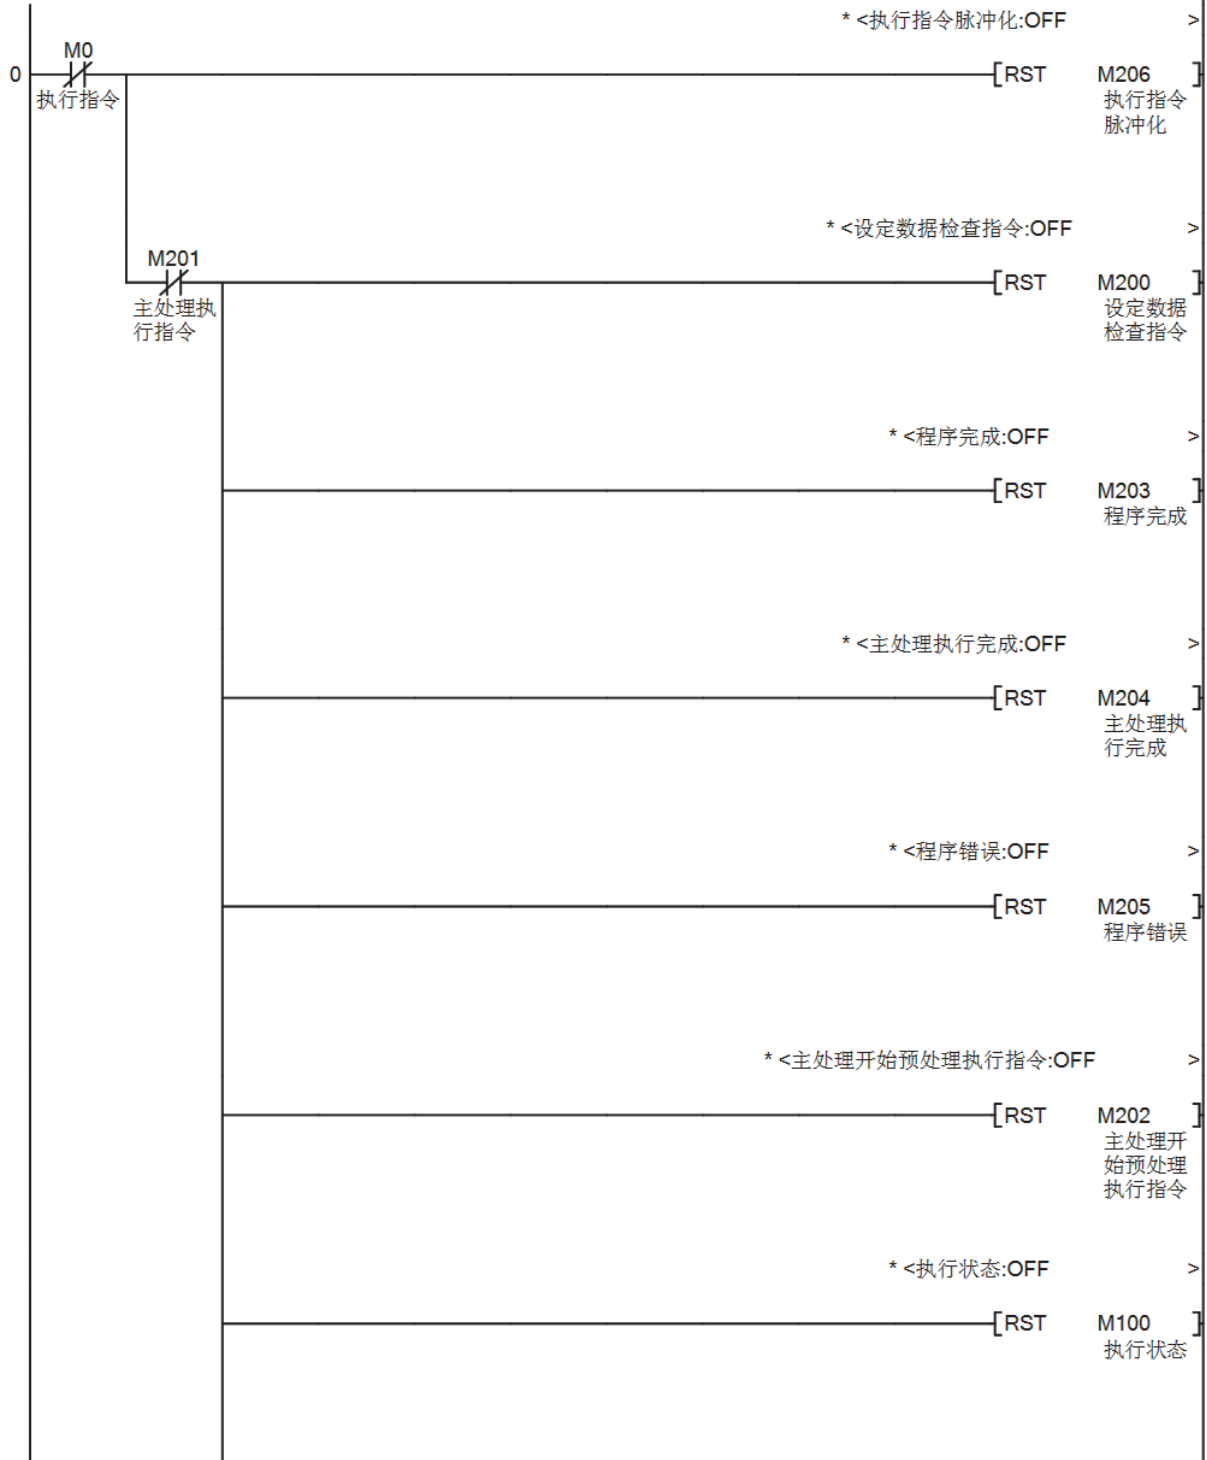 * <执行指令脉冲化:OFF >
M0
0 [RST M206 ]
执行指令 执行指令
脉冲化
* <设定数据检查指令:OFF >
M201
[RST M200 ]
主处理执 设定数据
行指令 检查指令
* <程序完成:OFF >
[RST M203 ]
程序完成
* <主处理执行完成:OFF >
[RST M204 ]
主处理执
行完成
* <程序错误:OFF >
[RST M205 ]
程序错误
* <主处理开始预处理执行指令:OFF >
[RST M202 ]
主处理开
始预处理
执行指令
* <执行状态:OFF >
[RST M100 ]
执行状态